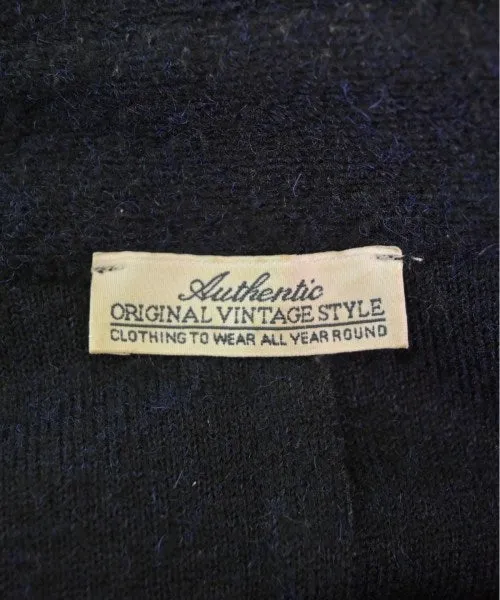 Authentic
ORIGINAL VINTAGE STYLE
CLOTHING TO WEAR ALL YEAR ROUND